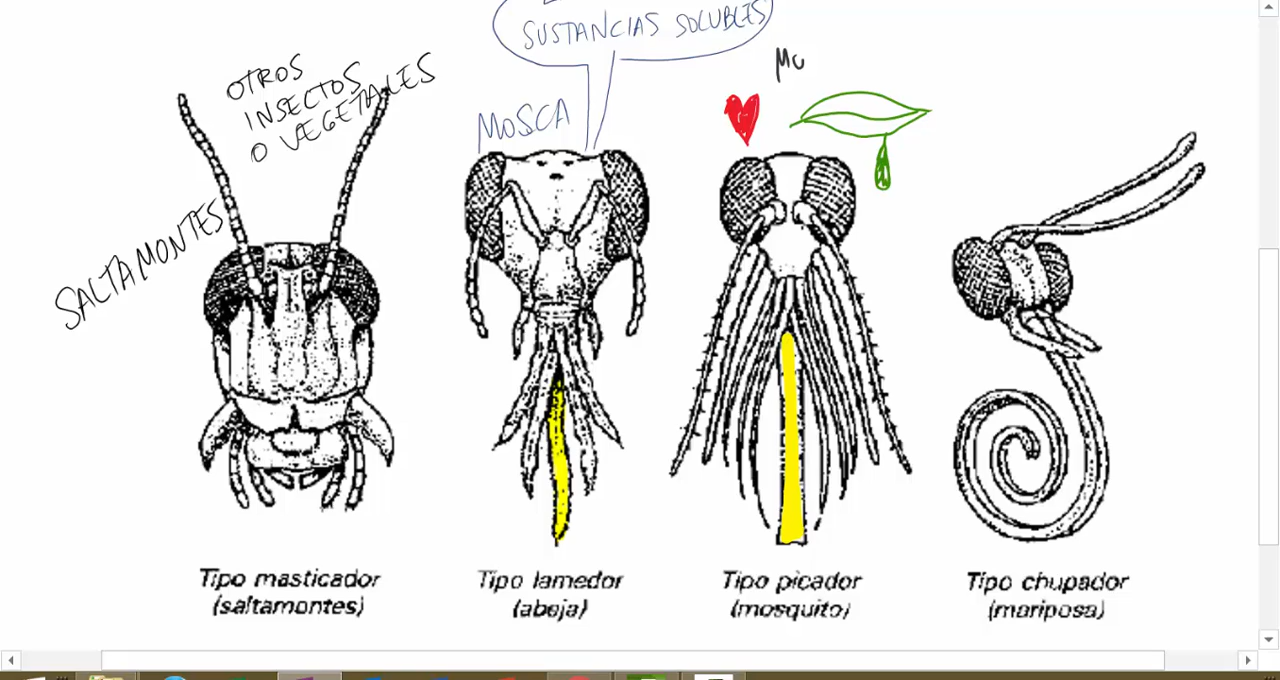 SUSTANCIAS SOLUBLES
OTROS
INSECTOS
O VEGETALES
MOSCA
MO
SALTAMONTES
Tipo masticador
(saltamontes)
Tipo lamedor
(abeja)
Tipo picador
(mosquito)
Tipo chupador
(mariposa)